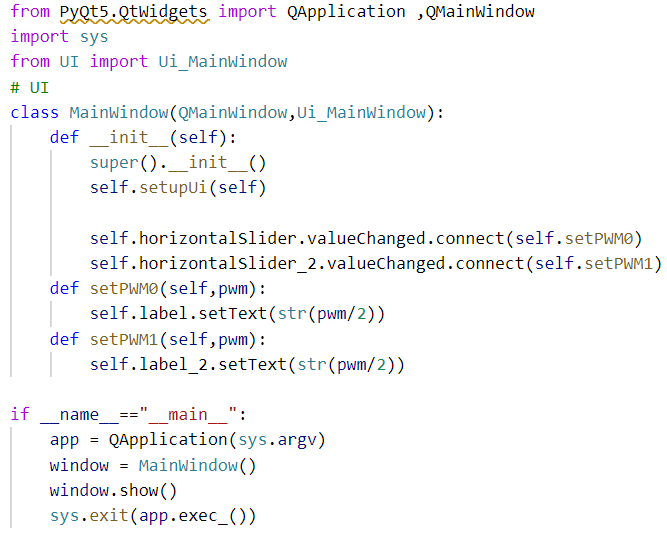 from PyQt5.QtWidgets import QApplication ,QMainWindow
import sys
from UI import Ui_MainWindow
# UI
class MainWindow(QMainWindow,Ui_MainWindow):
    def __init__(self):
        super().__init__()
        self.setupUi(self)

        self.horizontalSlider.valueChanged.connect(self.setPWM0)
        self.horizontalSlider_2.valueChanged.connect(self.setPWM1)
    def setPWM0(self,pwm):
        self.label.setText(str(pwm/2))
    def setPWM1(self,pwm):
        self.label_2.setText(str(pwm/2))

if __name__=="__main__":
    app = QApplication(sys.argv)
    window = MainWindow()
    window.show()
    sys.exit(app.exec_())